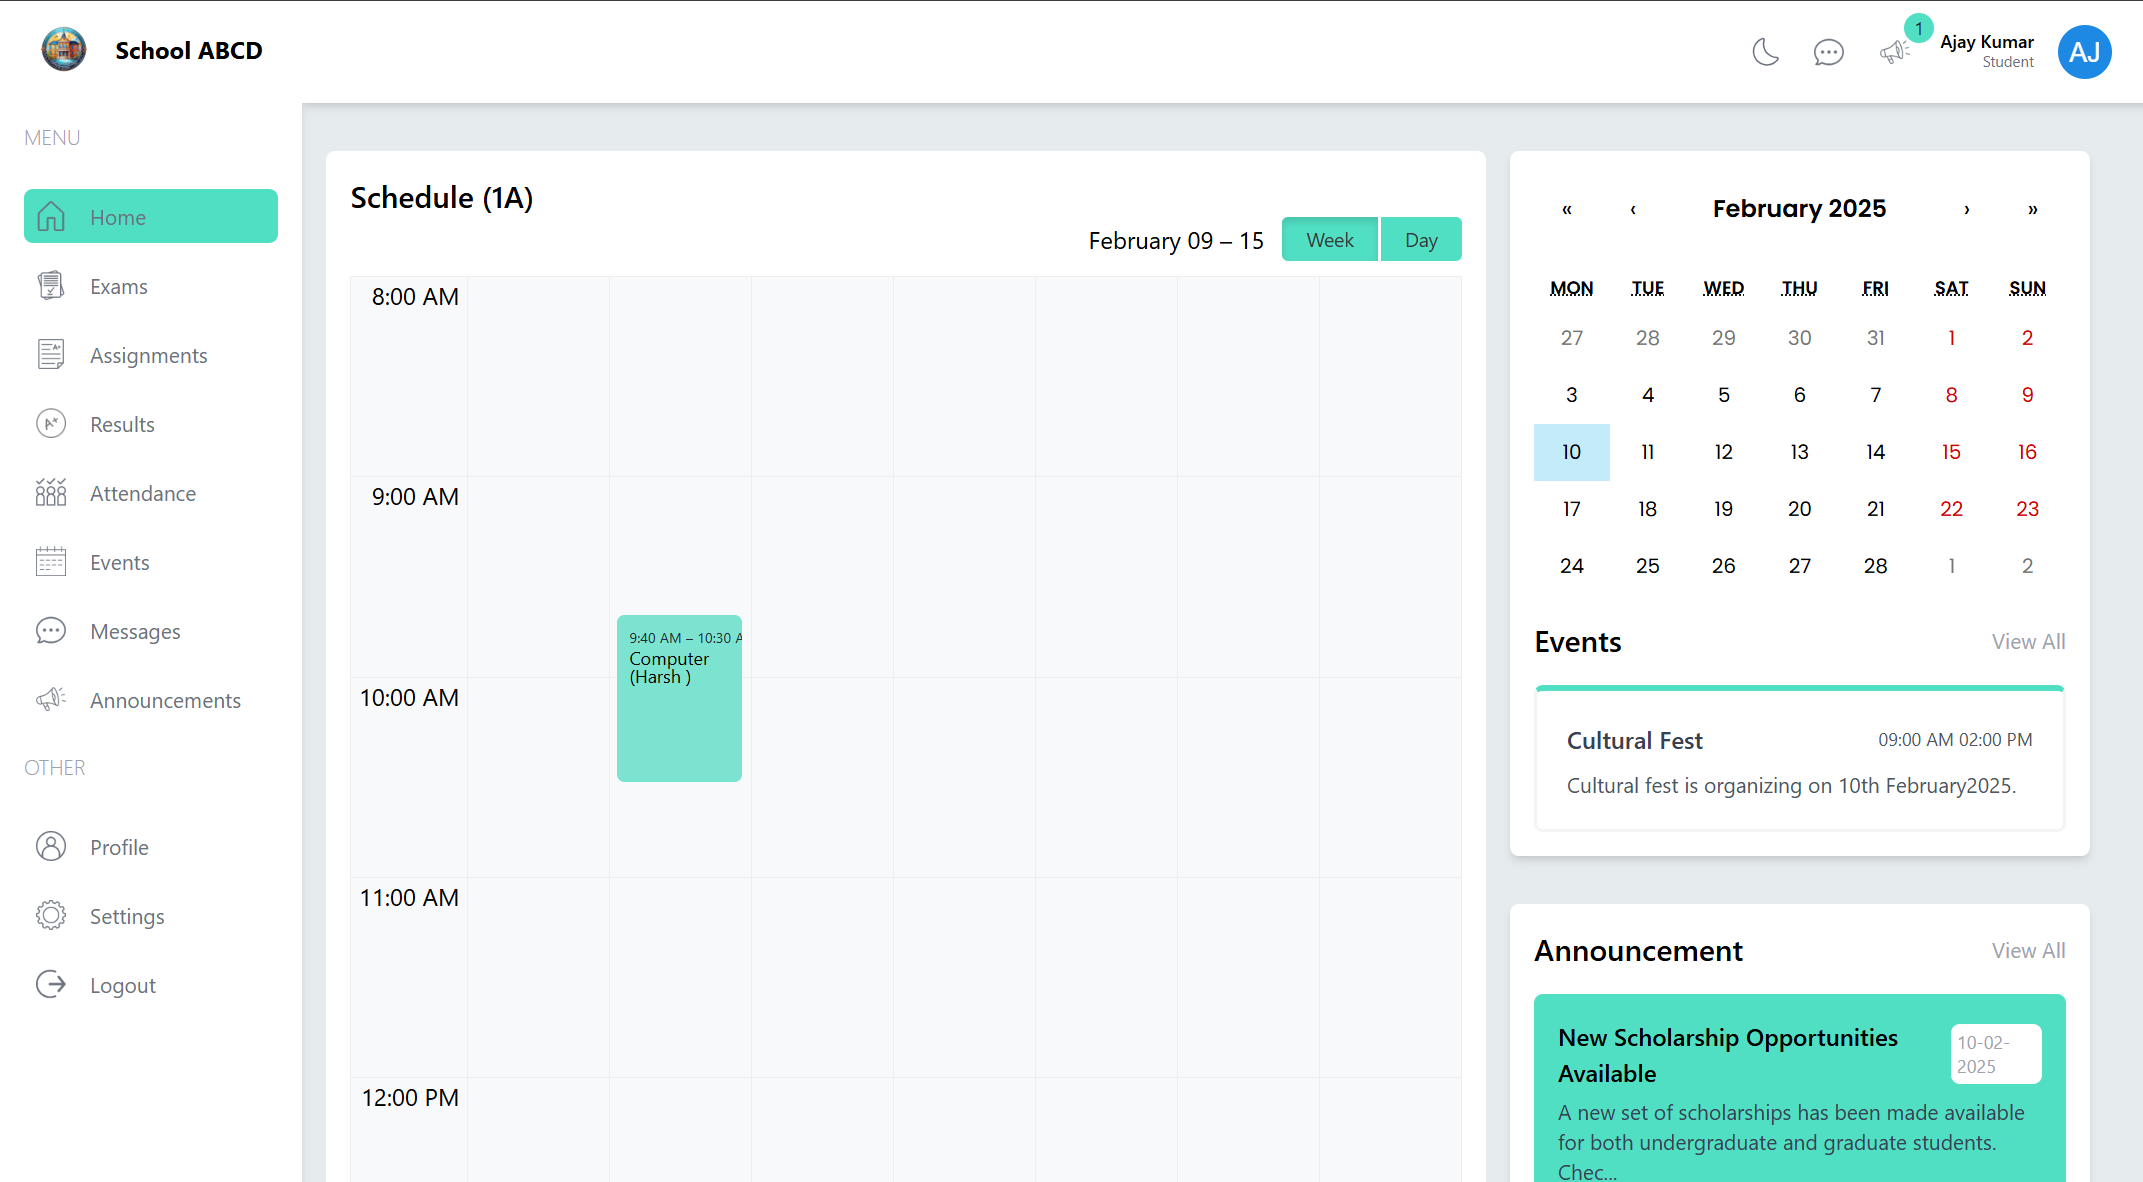 School ABCD
1
Ajay Kumar
Student
AJ
MENU
Home
Exams
Assignments
Results
Attendance
Events
Messages
Announcements
OTHER
Profile
Settings
Logout
Schedule (1A)
February 09 – 15
Week
Day
8:00 AM
9:00 AM
10:00 AM
11:00 AM
12:00 PM
9:40 AM – 10:30 A
Computer
(Harsh )
« ‹ February 2025 › »
MON TUE WED THU FRI SAT SUN
27 28 29 30 31 1 2
3 4 5 6 7 8 9
10 11 12 13 14 15 16
17 18 19 20 21 22 23
24 25 26 27 28 1 2
Events
View All
Cultural Fest
09:00 AM 02:00 PM
Cultural fest is organizing on 10th February2025.
Announcement
View All
New Scholarship Opportunities
Available
10-02-
2025
A new set of scholarships has been made available
for both undergraduate and graduate students.
Chec...